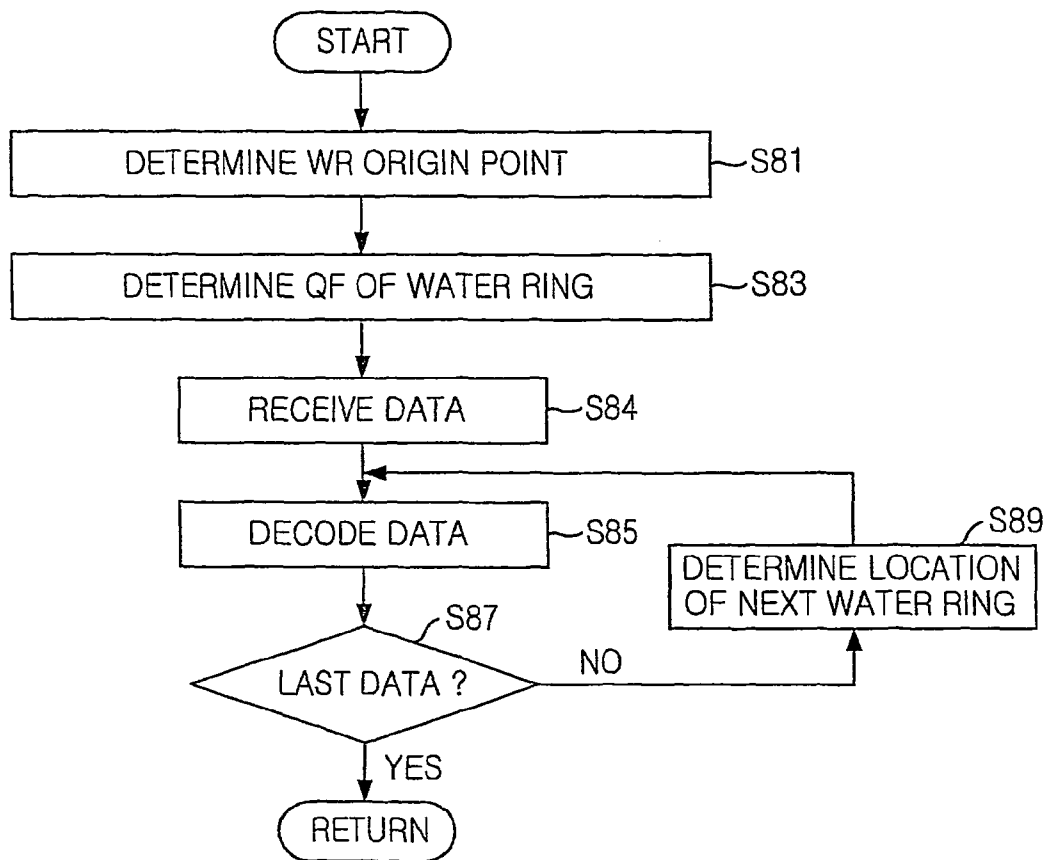 START
DETERMINE WR ORIGIN POINT
S81
DETERMINE QF OF WATER RING
S83
RECEIVE DATA
S84
DECODE DATA
S85
S89
DETERMINE LOCATION
OF NEXT WATER RING
S87
LAST DATA ?
NO
YES
RETURN